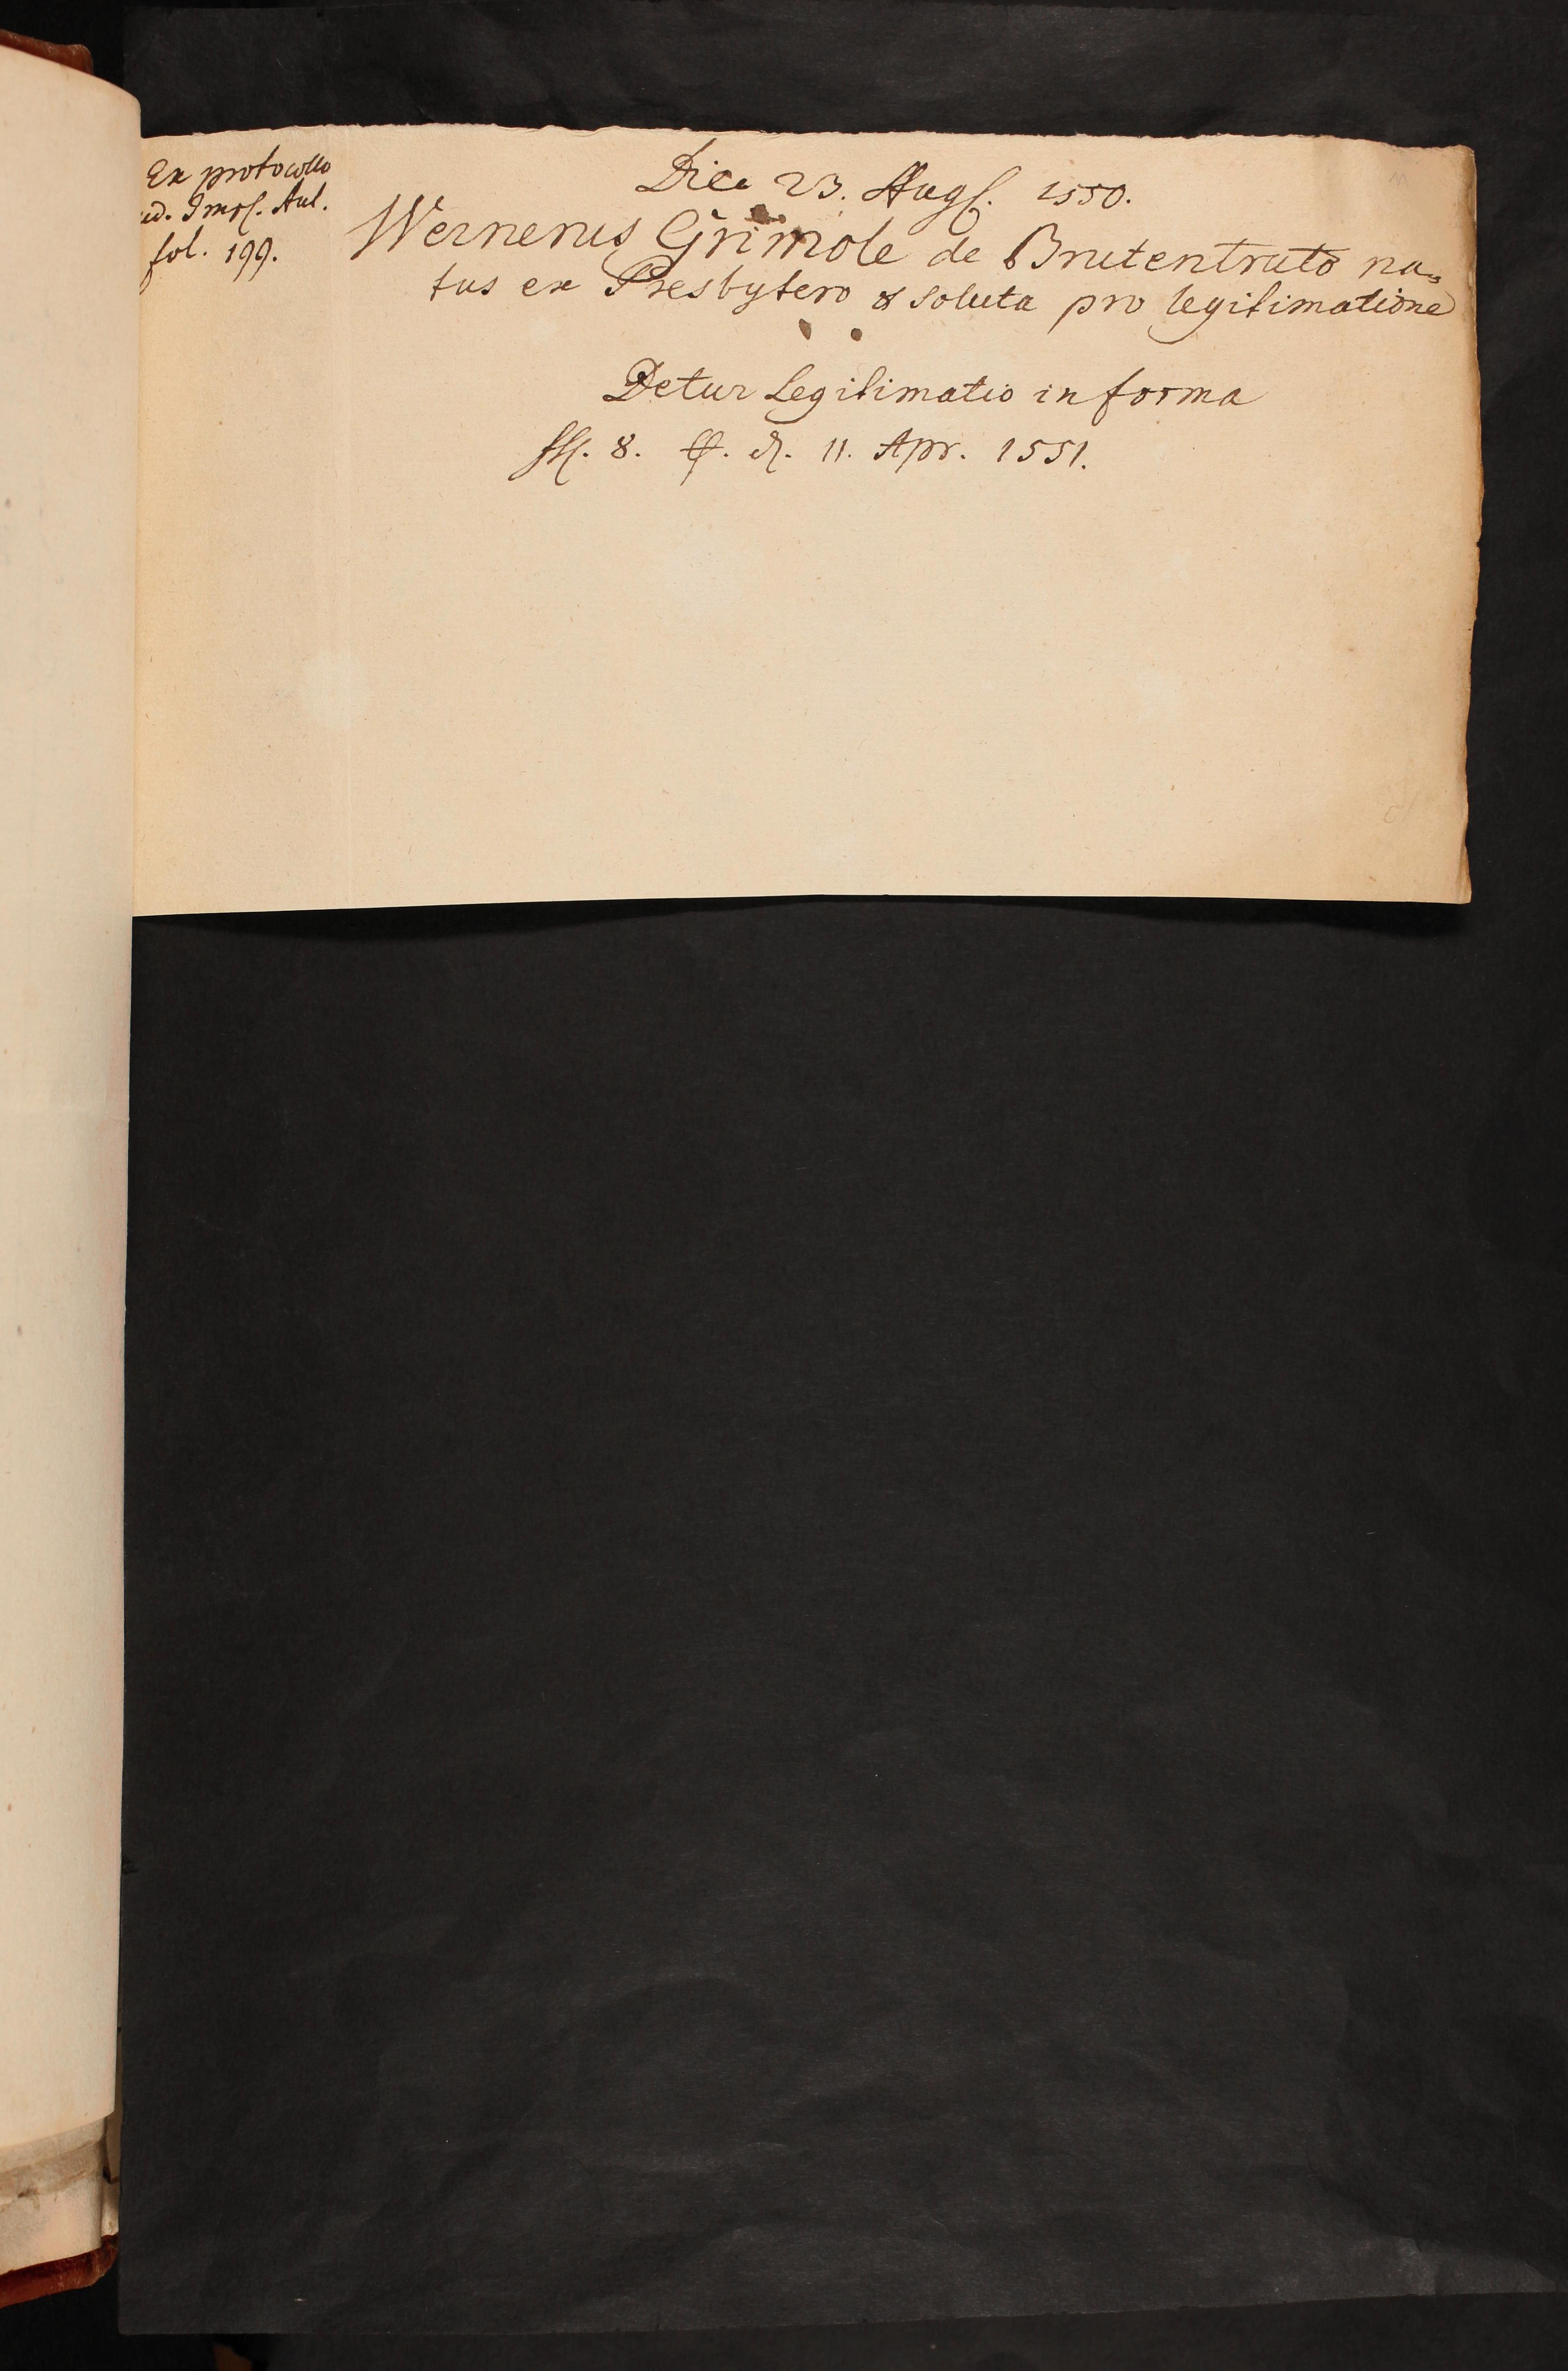 Ex protocollo
ud. Imp. Aul.
fol. 199.
Die 23. Aug. 1550.
Wernerus Grimole de Brutentruto na„
tus ex Presbytero & soluta pro legitimatione
Detur Legitimatio in forma
8. 11. Apr. 1551.